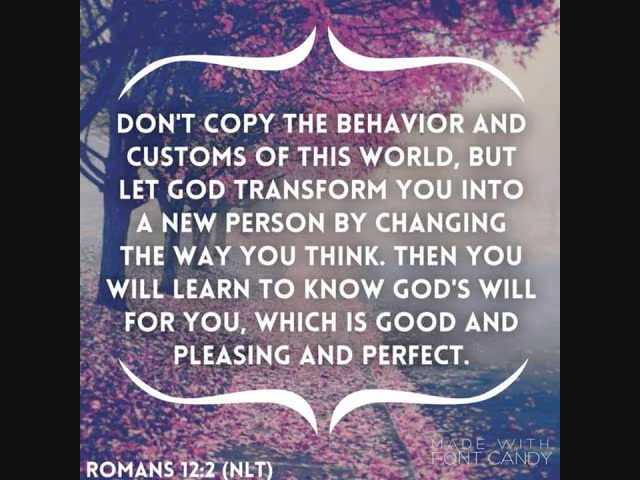 DON'T COPY THE BEHAVIOR AND
CUSTOMS OF THIS WORLD, BUT
LET GOD TRANSFORM YOU INTO
A NEW PERSON BY CHANGING
THE WAY YOU THINK. THEN YOU
WILL LEARN TO KNOW GOD'S WILL
FOR YOU, WHICH IS GOOD AND
PLEASING AND PERFECT.
MADE WITH
FONT CANDY
ROMANS 12:2 (NLT)